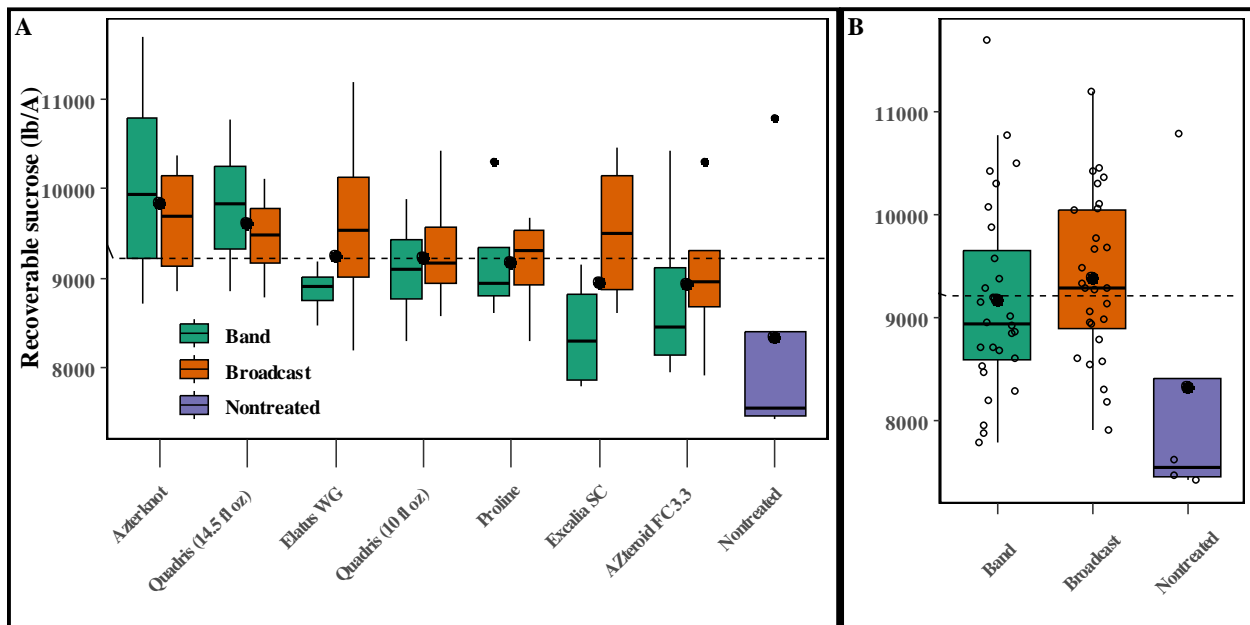 A
Recoverable sucrose (lb/A)
11000
10000
9000
8000
Band
Broadcast
Nontreated
Azterknot
Quadris (14.5 fl oz)
Elatus WG
Quadris (10 fl oz)
Proline
Excalia SC
AZteroid FC3.3
Nontreated
B
11000
10000
9000
8000
Band
Broadcast
Nontreated